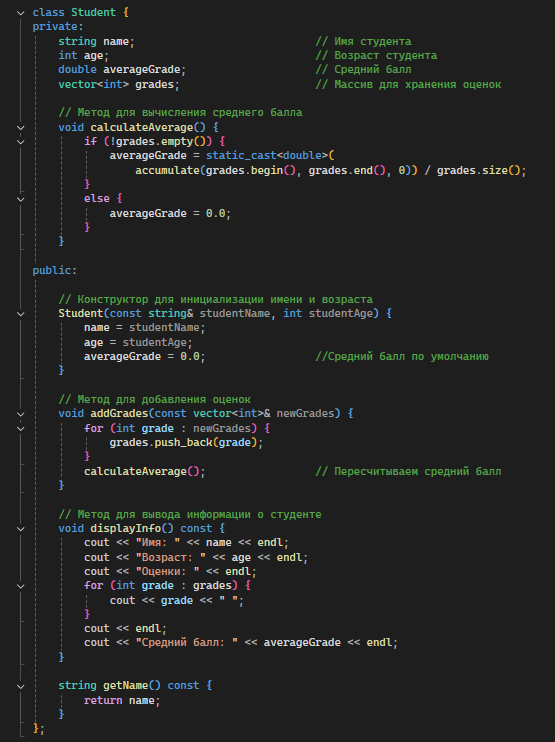 class Student {
private:
    string name;                            // Имя студента
    int age;                                // Возраст студента
    double averageGrade;                    // Средний балл
    vector<int> grades;                     // Массив для хранения оценок

    // Метод для вычисления среднего балла
    void calculateAverage() {
        if (!grades.empty()) {
            averageGrade = static_cast<double>(
                accumulate(grades.begin(), grades.end(), 0)) / grades.size();
        }
        else {
            averageGrade = 0.0;
        }
    }

public:

    // Конструктор для инициализации имени и возраста
    Student(const string& studentName, int studentAge) {
        name = studentName;
        age = studentAge;
        averageGrade = 0.0;                 //Средний балл по умолчанию
    }

    // Метод для добавления оценок
    void addGrades(const vector<int>& newGrades) {
        for (int grade : newGrades) {
            grades.push_back(grade);
        }
        calculateAverage();                 // Пересчитываем средний балл
    }

    // Метод для вывода информации о студенте
    void displayInfo() const {
        cout << "Имя: " << name << endl;
        cout << "Возраст: " << age << endl;
        cout << "Оценки: " << endl;
        for (int grade : grades) {
            cout << grade << " ";
        }
        cout << endl;
        cout << "Средний балл: " << averageGrade << endl;
    }

    string getName() const {
        return name;
    }
};